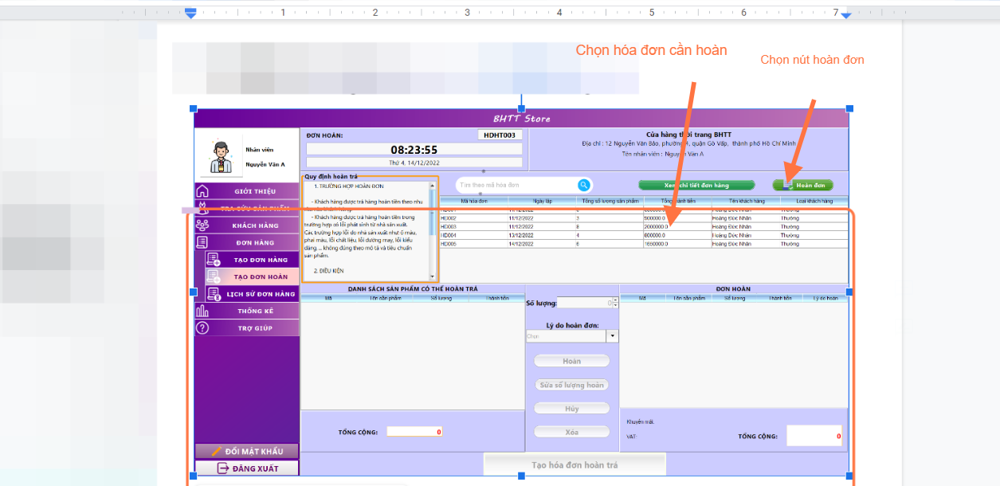 1 2 3 4 5 6 7
Chọn hóa đơn cần hoàn
Chọn nút hoàn đơn
BHTT Store
Nhân viên
Nguyễn Văn A
ĐƠN HOÀN: HDHT003
08:23:55
Thứ 4, 14/12/2022
Cửa hàng thời trang BHTT
Địa chỉ : 12 Nguyễn Văn Bảo, phường 4, quận Gò Vấp, thành phố Hồ Chí Minh
Tên nhân viên : Nguyễn Văn A
Quy định hoàn trả
1. TRƯỜNG HỢP HOÀN ĐƠN
- Khách hàng được trả hàng hoàn tiền theo nhu
- Khách hàng được trả hàng hoàn tiền trong
trường hợp có lỗi phát sinh từ nhà sản xuất.
Các trường hợp lỗi do nhà sản xuất như: ố màu,
phai màu, lỗi chất liệu, lỗi đường may, lỗi kiểu
dáng, ... không đúng theo mô tả và tiêu chuẩn
sản phẩm.
2. ĐIỀU KIỆN
Tìm theo mã hóa đơn
Xem chi tiết đơn hàng
Hoàn đơn
Mã hóa đơn Ngày lập Tổng số lượng sản phẩm Tổng thành tiền Tên khách hàng Loại khách hàng
HD002 11/12/2022 3 900000.0 Hoàng Đức Nhân Thường
HD003 11/12/2022 8 2000000.0 Hoàng Đức Nhân Thường
HD004 13/12/2022 4 800000.0 Hoàng Đức Nhân Thường
HD005 14/12/2022 6 1650000.0 Hoàng Đức Nhân Thường
GIỚI THIỆU
TRA CỨU SẢN PHẨM
KHÁCH HÀNG
ĐƠN HÀNG
TẠO ĐƠN HÀNG
TẠO ĐƠN HOÀN
LỊCH SỬ ĐƠN HÀNG
THỐNG KÊ
TRỢ GIÚP
ĐỔI MẬT KHẨU
ĐĂNG XUẤT
DANH SÁCH SẢN PHẨM CÓ THỂ HOÀN TRẢ
Mã Tên sản phẩm Số lượng Thành tiền
TỔNG CỘNG: 0
Số lượng: 0
Lý do hoàn đơn:
Chọn
Hoàn
Sửa số lượng hoàn
Hủy
Xóa
ĐƠN HOÀN
Mã Tên sản phẩm Số lượng Thành tiền Lý do hoàn
Khuyến mãi:
VAT:
TỔNG CỘNG: 0
Tạo hóa đơn hoàn trả